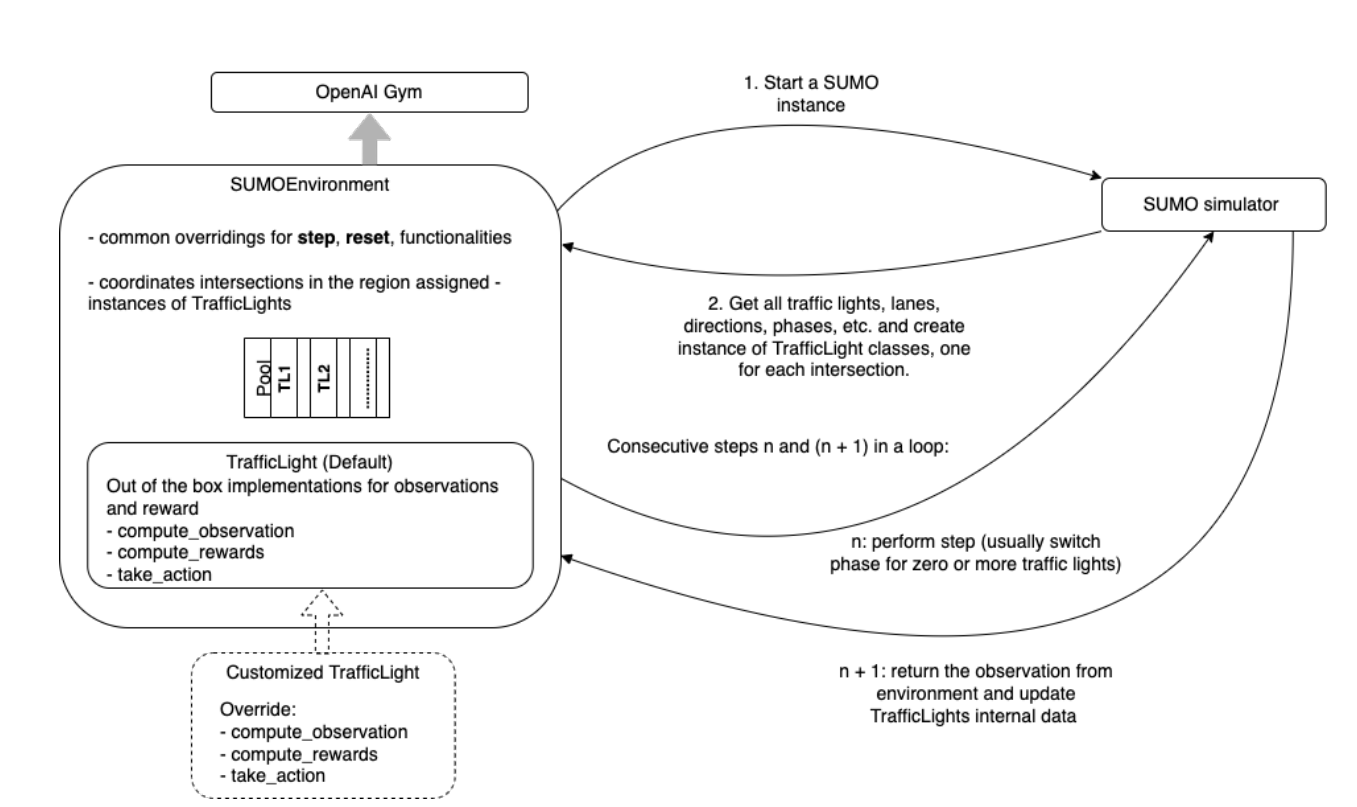 OpenAI Gym
SUMOEnvironment
- common overridings for step, reset, functionalities
- coordinates intersections in the region assigned -
instances of TrafficLights
Pool
TL1
TL2
..............
TrafficLight (Default)
Out of the box implementations for observations
and reward
- compute_observation
- compute_rewards
- take_action
Customized TrafficLight
Override:
- compute_observation
- compute_rewards
- take_action
1. Start a SUMO
instance
SUMO simulator
2. Get all traffic lights, lanes,
directions, phases, etc. and create
instance of TrafficLight classes, one
for each intersection.
Consecutive steps n and (n + 1) in a loop:
n: perform step (usually switch
phase for zero or more traffic lights)
n + 1: return the observation from
environment and update
TrafficLights internal data